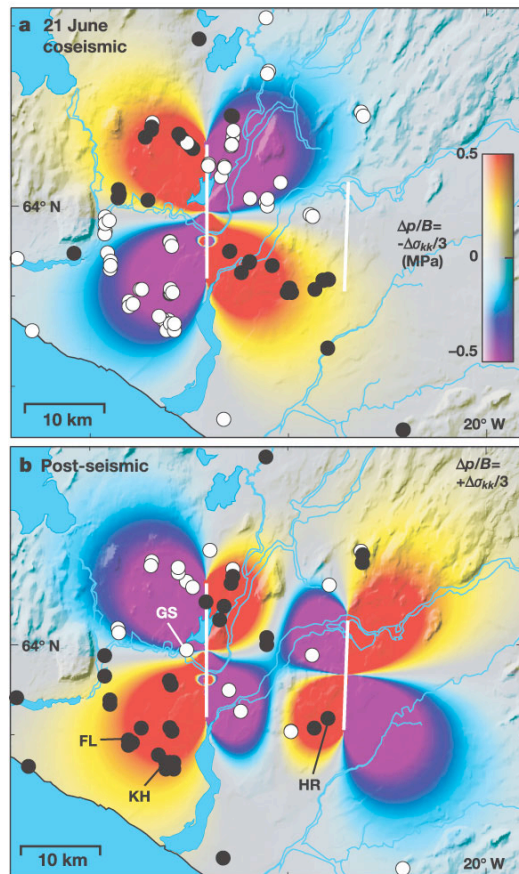 a 21 June
coseismic
0.5
64° N
Δp/B=
-Δσkk/3
(MPa)
0
–0.5
10 km
20° W
b Post-seismic
Δp/B=
+Δσkk/3
GS
64° N
FL
KH
HR
10 km
20° W